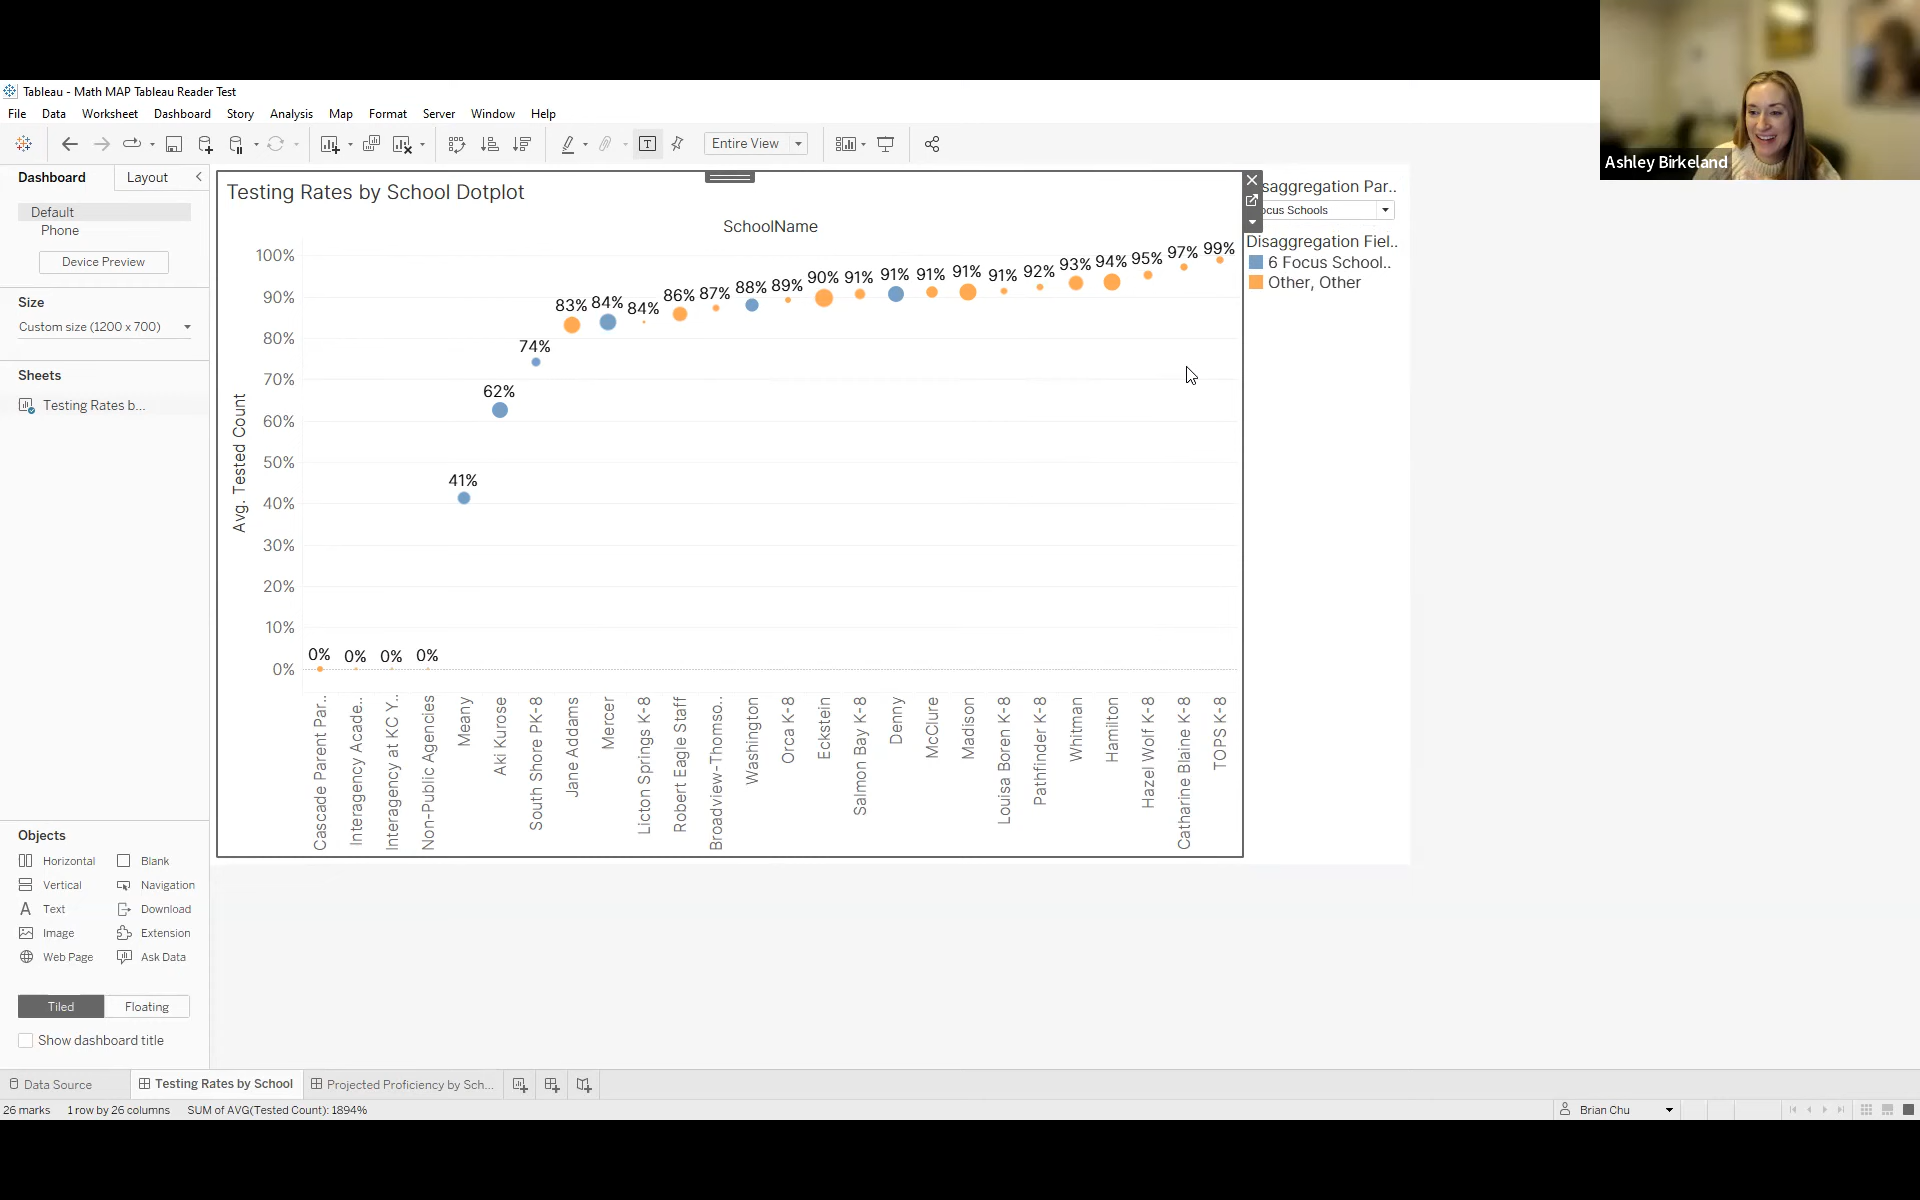 Ashley Birkeland
Tableau - Math MAP Tableau Reader Test
File Data Worksheet Dashboard Story Analysis Map Format Server Window Help
Entire View
Dashboard Layout
Default
Phone
Device Preview
Size
Custom size (1200 x 700)
Sheets
Testing Rates b...
Objects
Horizontal Blank
Vertical Navigation
Text Download
Image Extension
Web Page Ask Data
Tiled Floating
Show dashboard title
Testing Rates by School Dotplot
SchoolName
Avg. Tested Count
100%
90%
80%
70%
60%
50%
40%
30%
20%
10%
0%
0% 0% 0% 0% 41% 62% 74% 83% 84% 84% 86% 87% 88% 89% 90% 91% 91% 91% 91% 91% 92% 93% 94% 95% 97% 99%
Cascade Parent Par..
Interagency Acade..
Interagency at KC Y..
Non-Public Agencies
Meany
Aki Kurose
South Shore PK-8
Jane Addams
Mercer
Licton Springs K-8
Robert Eagle Staff
Broadview-Thomso..
Washington
Orca K-8
Eckstein
Salmon Bay K-8
Denny
McClure
Madison
Louisa Boren K-8
Pathfinder K-8
Whitman
Hamilton
Hazel Wolf K-8
Catharine Blaine K-8
TOPS K-8
saggregation Par..
ocus Schools
Disaggregation Fiel..
6 Focus School..
Other, Other
Data Source Testing Rates by School Projected Proficiency by Sch...
26 marks 1 row by 26 columns SUM of AVG(Tested Count): 1894%
Brian Chu